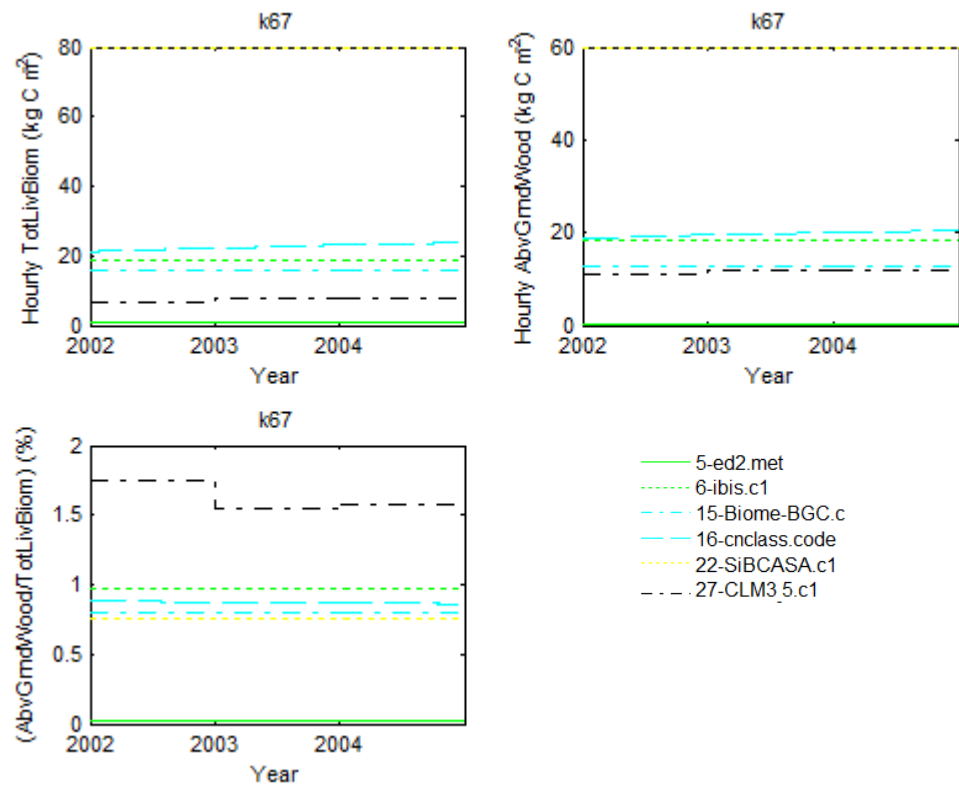 k67
Hourly TotLivBiom (kg C m²)
80
60
40
20
0
2002 2003 2004
Year
k67
Hourly AbvGrndWood (kg C m²)
60
40
20
0
2002 2003 2004
Year
k67
(AbvGrndWood/TotLivBiom) (%)
2
1.5
1
0.5
0
2002 2003 2004
Year
5-ed2.met
6-ibis.c1
15-Biome-BGC.c
16-cnclass.code
22-SiBCASA.c1
27-CLM3_5.c1